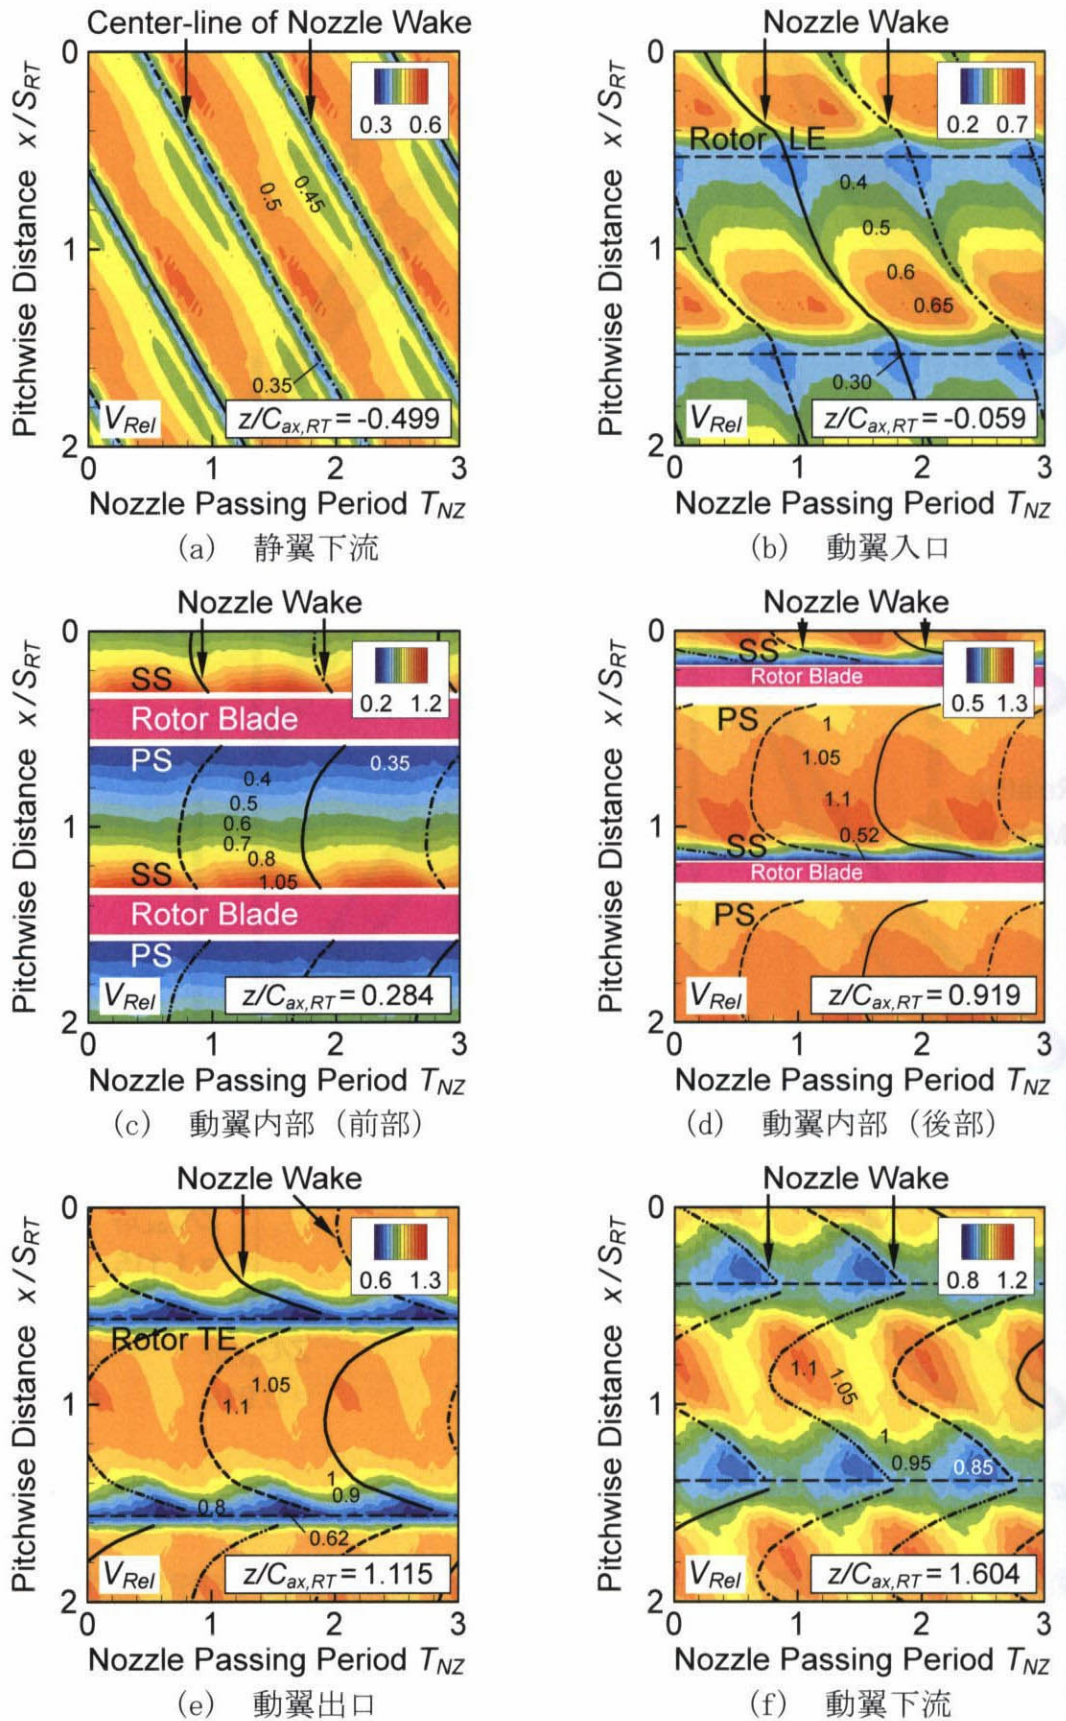 Center-line of Nozzle Wake
0
1
2
Pitchwise Distance x/S_RT
0.3 0.6
0.5
0.45
0.35
V_Rel
z/C_ax,RT = -0.499
0 1 2 3
Nozzle Passing Period T_NZ
(a) 静翼下流
Nozzle Wake
0
1
2
Pitchwise Distance x/S_RT
0.2 0.7
Rotor LE
0.4
0.5
0.6
0.65
0.30
V_Rel
z/C_ax,RT = -0.059
0 1 2 3
Nozzle Passing Period T_NZ
(b) 動翼入口
Nozzle Wake
0
1
2
Pitchwise Distance x/S_RT
0.2 1.2
SS
Rotor Blade
PS
0.35
0.4
0.5
0.6
0.7
0.8
SS
1.05
Rotor Blade
PS
V_Rel
z/C_ax,RT = 0.284
0 1 2 3
Nozzle Passing Period T_NZ
(c) 動翼内部 (前部)
Nozzle Wake
0
1
2
Pitchwise Distance x/S_RT
0.5 1.3
SS
Rotor Blade
PS
1
1.05
1.1
0.52
SS
Rotor Blade
PS
V_Rel
z/C_ax,RT = 0.919
0 1 2 3
Nozzle Passing Period T_NZ
(d) 動翼内部 (後部)
Nozzle Wake
0
1
2
Pitchwise Distance x/S_RT
0.6 1.3
Rotor TE
1.05
1.1
1
0.9
0.8
0.62
V_Rel
z/C_ax,RT = 1.115
0 1 2 3
Nozzle Passing Period T_NZ
(e) 動翼出口
Nozzle Wake
0
1
2
Pitchwise Distance x/S_RT
0.8 1.2
1.1
1.05
1
0.95
0.85
V_Rel
z/C_ax,RT = 1.604
0 1 2 3
Nozzle Passing Period T_NZ
(f) 動翼下流